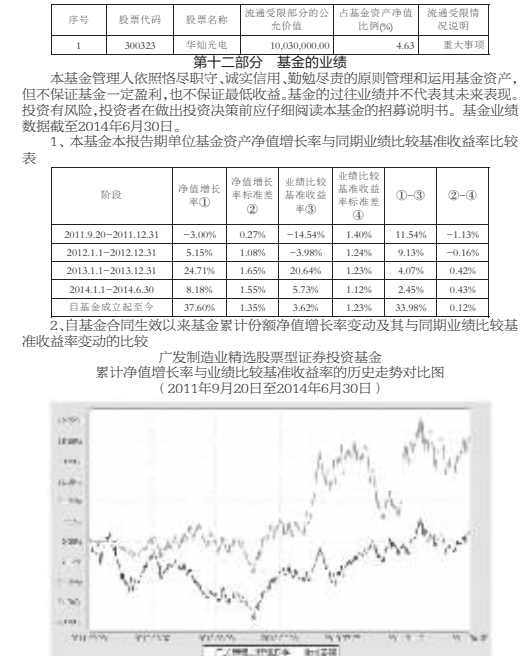 序号 股票代码 股票名称 流通受限部分的公允价值 占基金资产净值比例(%) 流通受限情况说明
1 300323 华灿光电 10,030,000.00 4.63 重大事项
第十二部分 基金的业绩
本基金管理人依照恪尽职守、诚实信用、勤勉尽责的原则管理和运用基金资产,
但不保证基金一定盈利,也不保证最低收益。基金的过往业绩并不代表其未来表现。
投资有风险,投资者在做出投资决策前应仔细阅读本基金的招募说明书。基金业绩
数据截至2014年6月30日。
1、本基金本报告期单位基金资产净值增长率与同期业绩比较基准收益率比较
表
阶段 净值增长率① 净值增长率标准差② 业绩比较基准收益率③ 业绩比较基准收益率标准差④ ①-③ ②-④
2011.9.20-2011.12.31 -3.00% 0.27% -14.54% 1.40% 11.54% -1.13%
2012.1.1-2012.12.31 5.15% 1.08% -3.98% 1.24% 9.13% -0.16%
2013.1.1-2013.12.31 24.71% 1.65% 20.64% 1.23% 4.07% 0.42%
2014.1.1-2014.6.30 8.18% 1.55% 5.73% 1.12% 2.45% 0.43%
自基金成立起至今 37.60% 1.35% 3.62% 1.23% 33.98% 0.12%
2、自基金合同生效以来基金累计份额净值增长率变动及其与同期业绩比较基
准收益率变动的比较
广发制造业精选股票型证券投资基金
累计净值增长率与业绩比较基准收益率的历史走势对比图
(2011年9月20日至2014年6月30日)